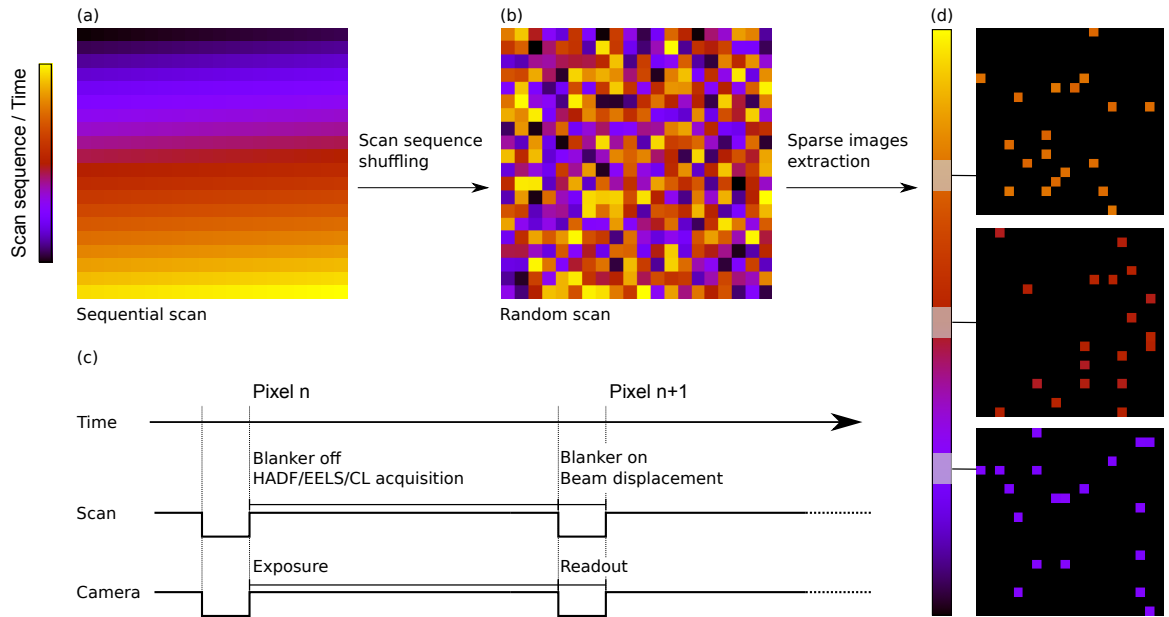 (a)
(b)
(d)
Scan sequence / Time
Scan sequence
shuffling
Sparse images
extraction
Sequential scan
Random scan
(c)
Pixel n
Pixel n+1
Time
Blanker off
HADF/EELS/CL acquisition
Blanker on
Beam displacement
Scan
Exposure
Readout
Camera